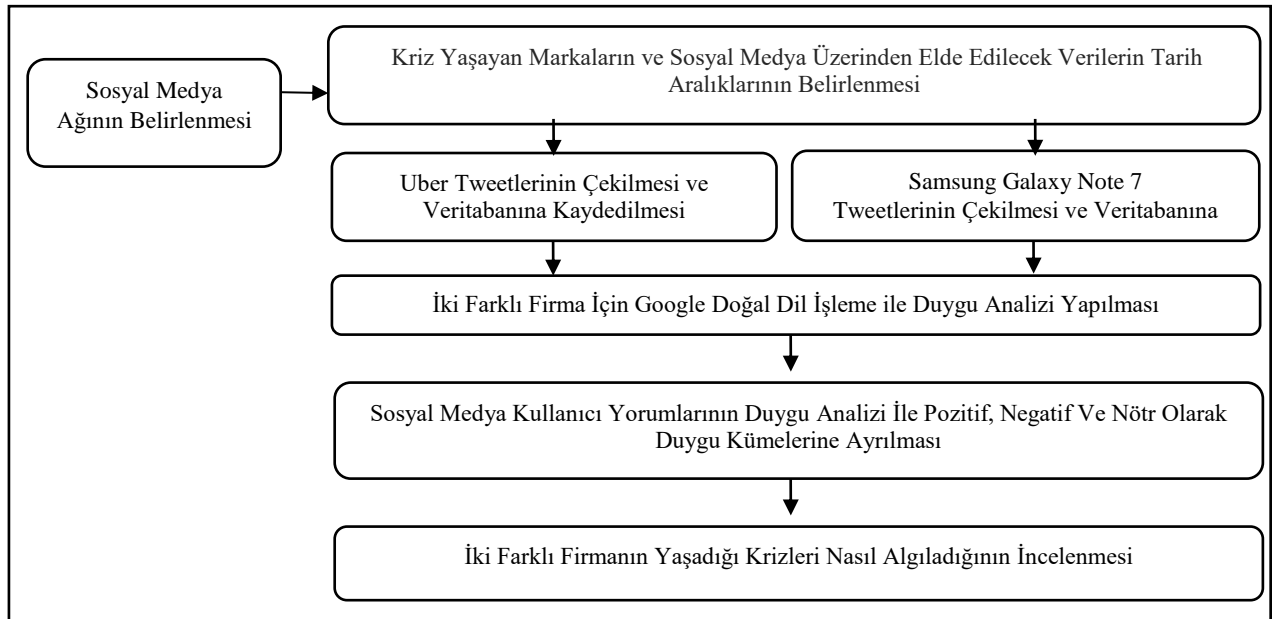 Sosyal Medya
Ağının Belirlenmesi
Kriz Yaşayan Markaların ve Sosyal Medya Üzerinden Elde Edilecek Verilerin Tarih
Aralıklarının Belirlenmesi
Uber Tweetlerinin Çekilmesi ve
Veritabanına Kaydedilmesi
Samsung Galaxy Note 7
Tweetlerinin Çekilmesi ve Veritabanına
İki Farklı Firma İçin Google Doğal Dil İşleme ile Duygu Analizi Yapılması
Sosyal Medya Kullanıcı Yorumlarının Duygu Analizi İle Pozitif, Negatif Ve Nötr Olarak
Duygu Kümelerine Ayrılması
İki Farklı Firmanın Yaşadığı Krizleri Nasıl Algıladığının İncelenmesi